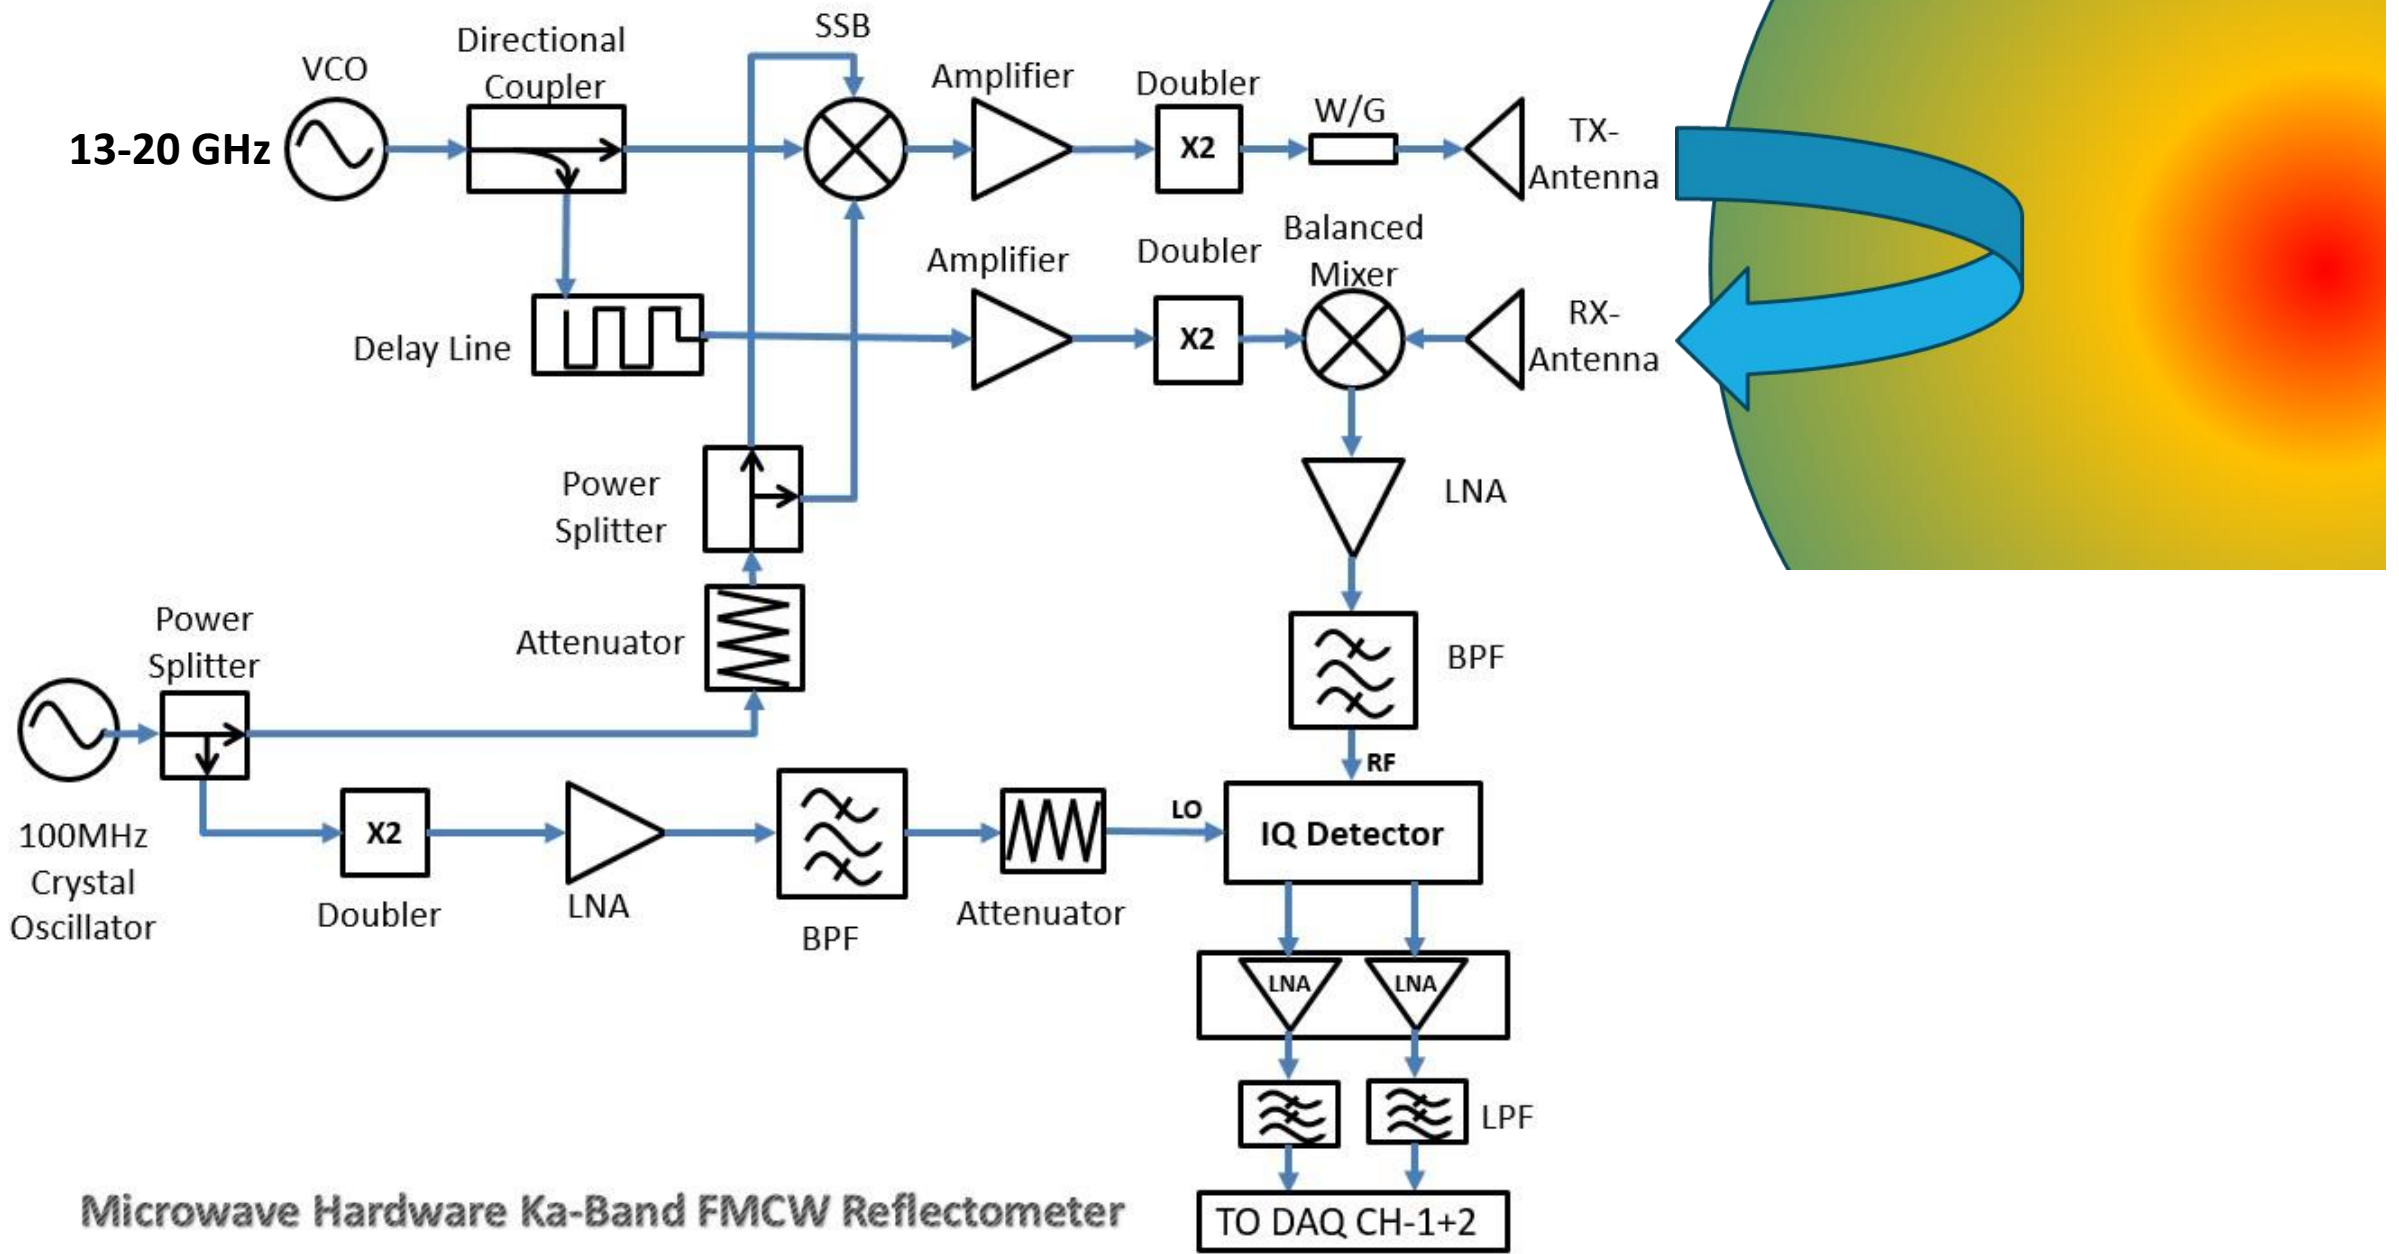 SSB
Directional
Coupler
VCO
Amplifier
Doubler
W/G
13-20 GHz
X2
TX-
Antenna
Balanced
Mixer
Amplifier
Doubler
Delay Line
X2
RX-
Antenna
Power
Splitter
LNA
Attenuator
BPF
Power
Splitter
RF
100MHz
Crystal
Oscillator
X2
Doubler
LNA
BPF
Attenuator
LO
IQ Detector
LNA
LNA
LPF
TO DAQ CH-1+2
Microwave Hardware Ka-Band FMCW Reflectometer